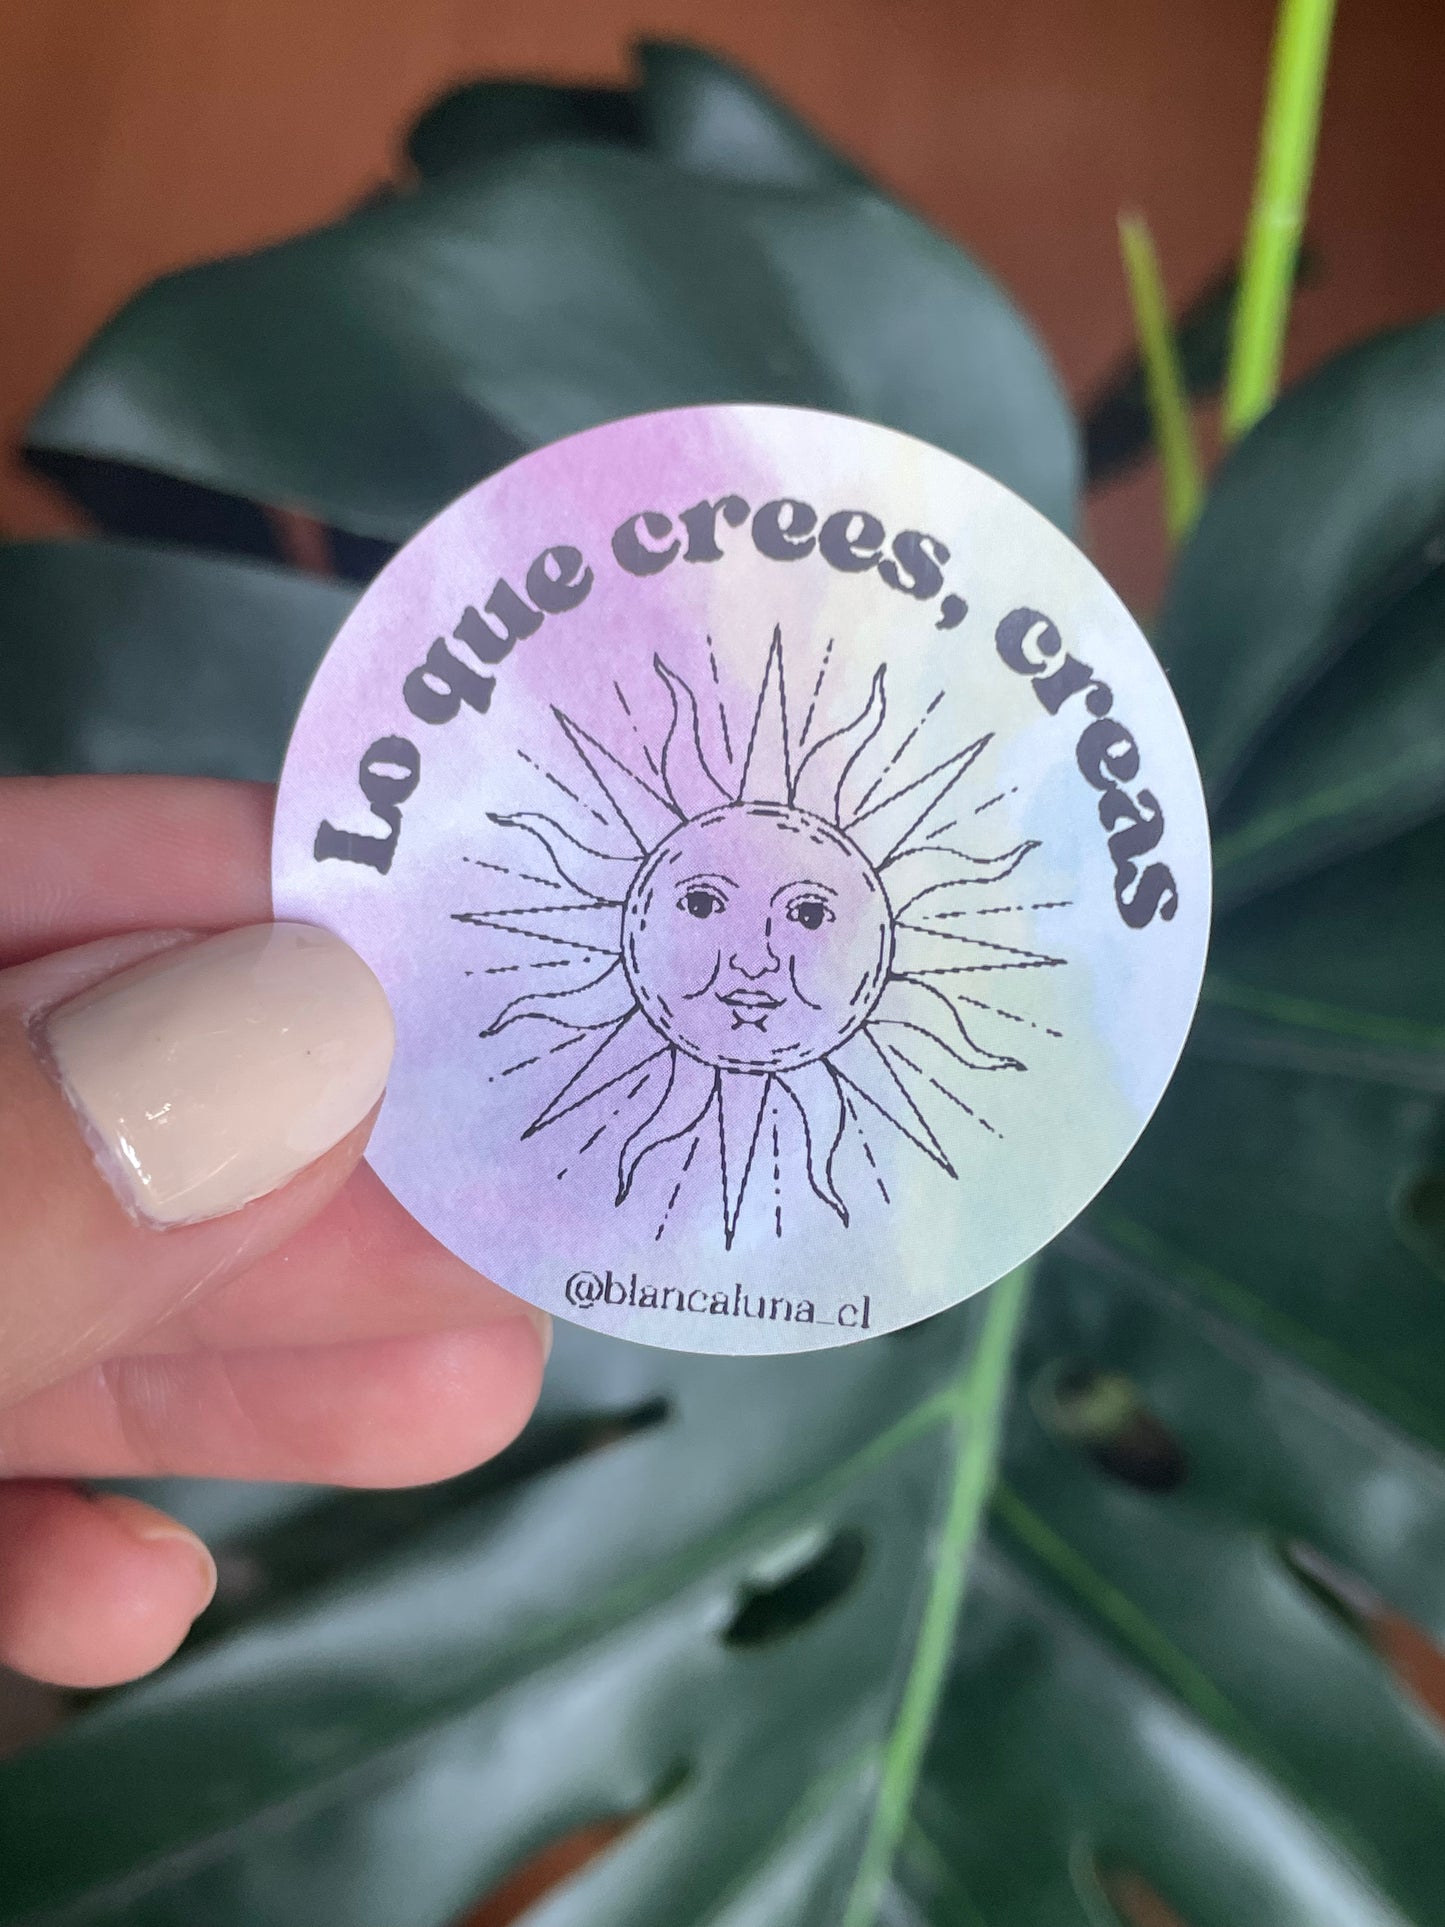 Lo que crees, creas
@blancaluna_cl